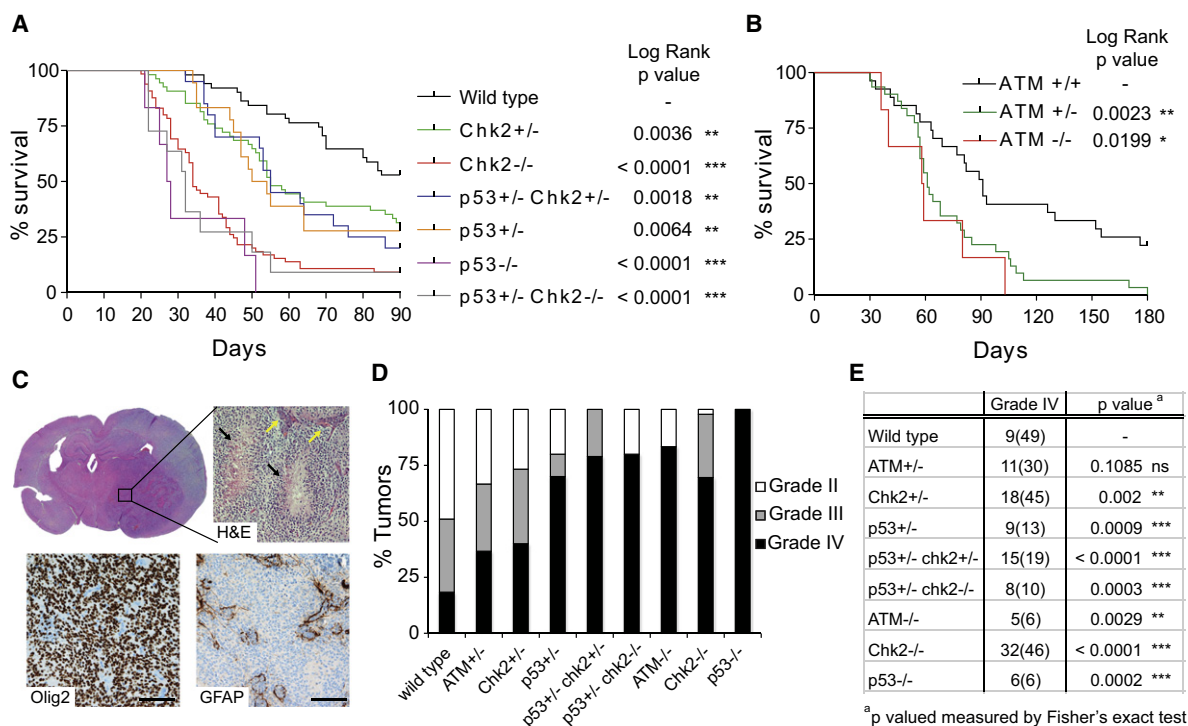 A
Log Rank
p value
% survival
100
75
50
25
0
0 10 20 30 40 50 60 70 80 90
Days
Wild type -
Chk2+/- 0.0036 **
Chk2-/- < 0.0001 ***
p53+/- Chk2+/- 0.0018 **
p53+/- 0.0064 **
p53-/- < 0.0001 ***
p53+/- Chk2-/- < 0.0001 ***
B
Log Rank
p value
% survival
100
75
50
25
0
0 30 60 90 120 150 180
Days
ATM +/+ -
ATM +/- 0.0023 **
ATM -/- 0.0199 *
C
H&E
Olig2
GFAP
D
% Tumors
100
75
50
25
0
wild type
ATM+/-
Chk2+/-
p53+/-
p53+/- chk2+/-
p53+/- chk2-/-
ATM-/-
Chk2-/-
p53-/-
Grade II
Grade III
Grade IV
E
Grade IV p value a
Wild type 9(49) -
ATM+/- 11(30) 0.1085 ns
Chk2+/- 18(45) 0.002 **
p53+/- 9(13) 0.0009 ***
p53+/- chk2+/- 15(19) < 0.0001 ***
p53+/- chk2-/- 8(10) 0.0003 ***
ATM-/- 5(6) 0.0029 **
Chk2-/- 32(46) < 0.0001 ***
p53-/- 6(6) 0.0002 ***
a p valued measured by Fisher's exact test